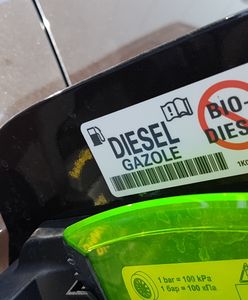 DIESEL
GAZOLE
BIO
DIES
1 bar = 100 kPa
1 бар = 100 кПа